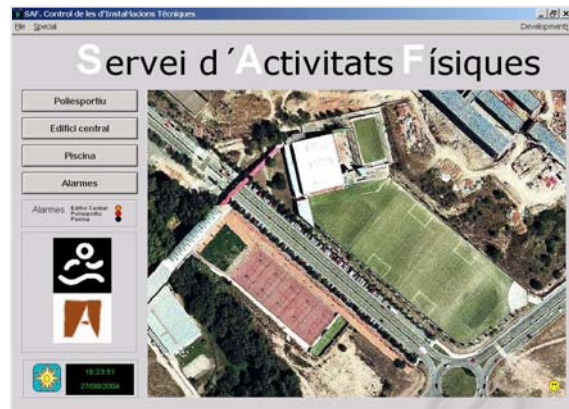 SAF. Control de les d'Instal·lacions Tècniques
File Special
Development
Servei d´Activitats Físiques
Poliesportiu
Edifici central
Piscina
Alarmes
Alarmes
Edifici Central
Poliesportiu
Piscina
18:23:51
27/08/2004